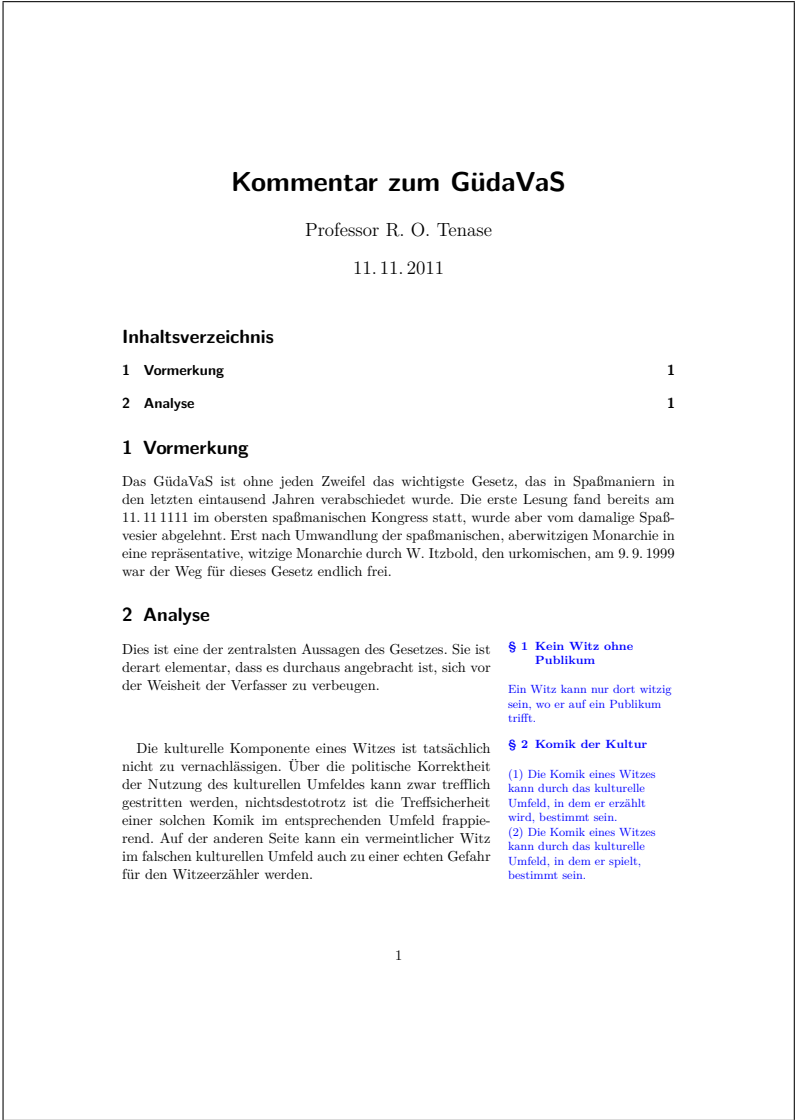 Kommentar zum GüdaVaS
Professor R. O. Tenase
11. 11. 2011
Inhaltsverzeichnis
1 Vormerkung 1
2 Analyse 1
1 Vormerkung
Das GüdaVaS ist ohne jeden Zweifel das wichtigste Gesetz, das in Spaßmaniern in
den letzten eintausend Jahren verabschiedet wurde. Die erste Lesung fand bereits am
11. 11 1111 im obersten spaßmanischen Kongress statt, wurde aber vom damalige Spaß-
vesier abgelehnt. Erst nach Umwandlung der spaßmanischen, aberwitzigen Monarchie in
eine repräsentative, witzige Monarchie durch W. Itzbold, den urkomischen, am 9. 9. 1999
war der Weg für dieses Gesetz endlich frei.
2 Analyse
Dies ist eine der zentralsten Aussagen des Gesetzes. Sie ist
derart elementar, dass es durchaus angebracht ist, sich vor
der Weisheit der Verfasser zu verbeugen.
§ 1 Kein Witz ohne
Publikum
Ein Witz kann nur dort witzig
sein, wo er auf ein Publikum
trifft.
Die kulturelle Komponente eines Witzes ist tatsächlich
nicht zu vernachlässigen. Über die politische Korrektheit
der Nutzung des kulturellen Umfeldes kann zwar trefflich
gestritten werden, nichtsdestotrotz ist die Treffsicherheit
einer solchen Komik im entsprechenden Umfeld frappie-
rend. Auf der anderen Seite kann ein vermeintlicher Witz
im falschen kulturellen Umfeld auch zu einer echten Gefahr
für den Witzeerzähler werden.
§ 2 Komik der Kultur
(1) Die Komik eines Witzes
kann durch das kulturelle
Umfeld, in dem er erzählt
wird, bestimmt sein.
(2) Die Komik eines Witzes
kann durch das kulturelle
Umfeld, in dem er spielt,
bestimmt sein.
1